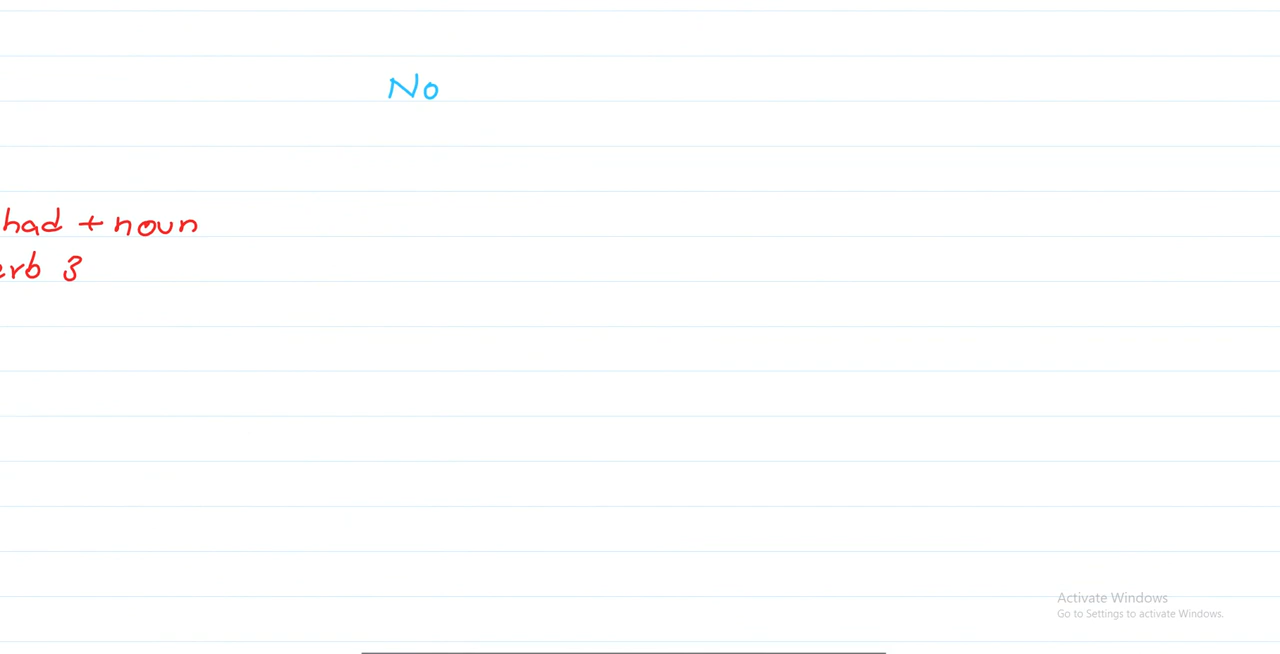 No
had + noun
erb 3
Activate Windows
Go to Settings to activate Windows.